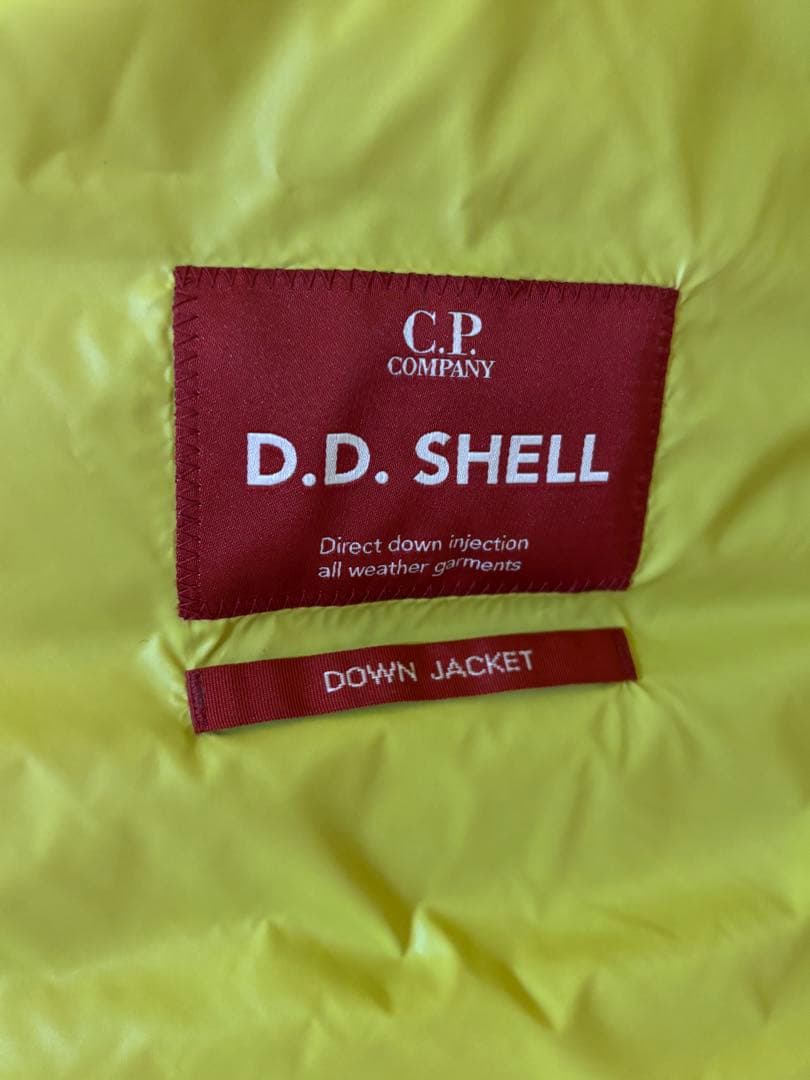 C.P.
COMPANY
D.D. SHELL
Direct down injection
all weather garments
DOWN JACKET